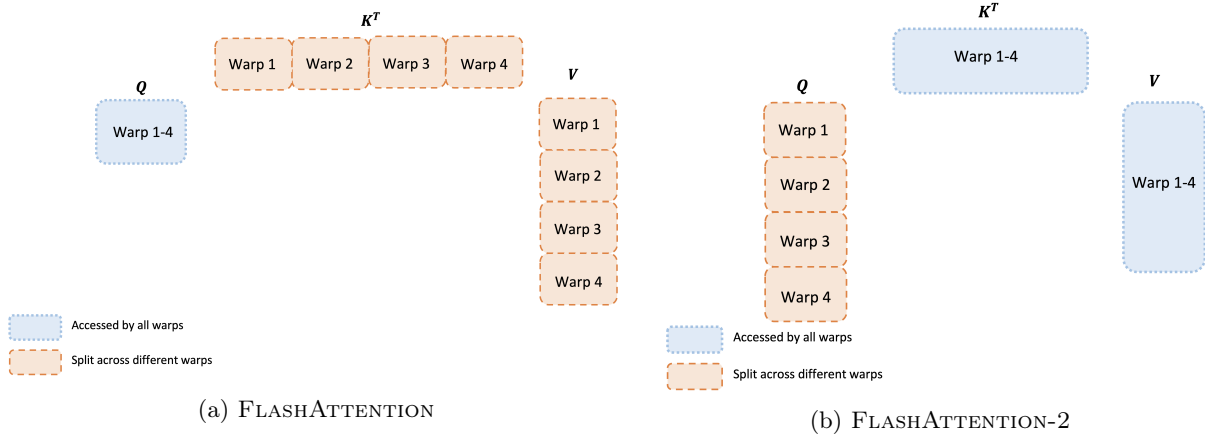 K^T
Warp 1 Warp 2 Warp 3 Warp 4
Q
Warp 1-4
V
Warp 1
Warp 2
Warp 3
Warp 4
Accessed by all warps
Split across different warps
(a) FLASHATTENTION
K^T
Warp 1-4
Q
Warp 1
Warp 2
Warp 3
Warp 4
V
Warp 1-4
Accessed by all warps
Split across different warps
(b) FLASHATTENTION-2